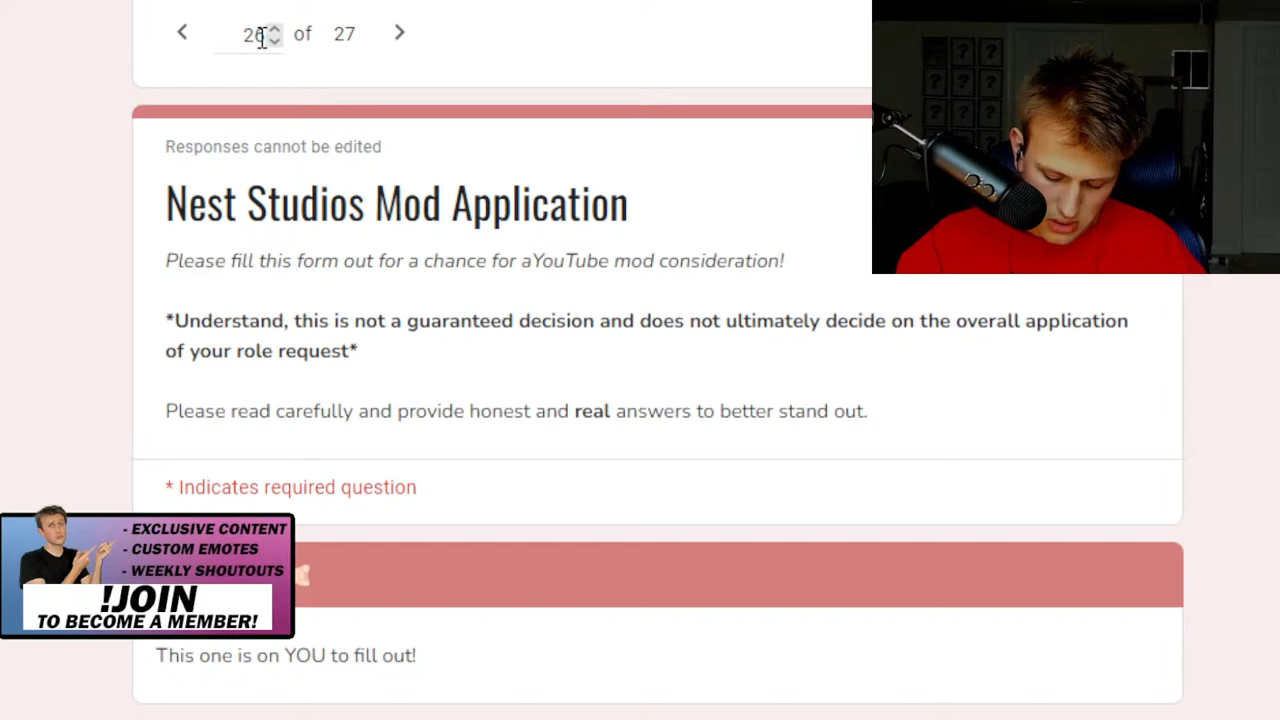 26 of 27
Responses cannot be edited
Nest Studios Mod Application
Please fill this form out for a chance for aYouTube mod consideration!
*Understand, this is not a guaranteed decision and does not ultimately decide on the overall application
of your role request*
Please read carefully and provide honest and real answers to better stand out.
* Indicates required question
- EXCLUSIVE CONTENT
- CUSTOM EMOTES
- WEEKLY SHOUTOUTS
!JOIN
TO BECOME A MEMBER!
This one is on YOU to fill out!